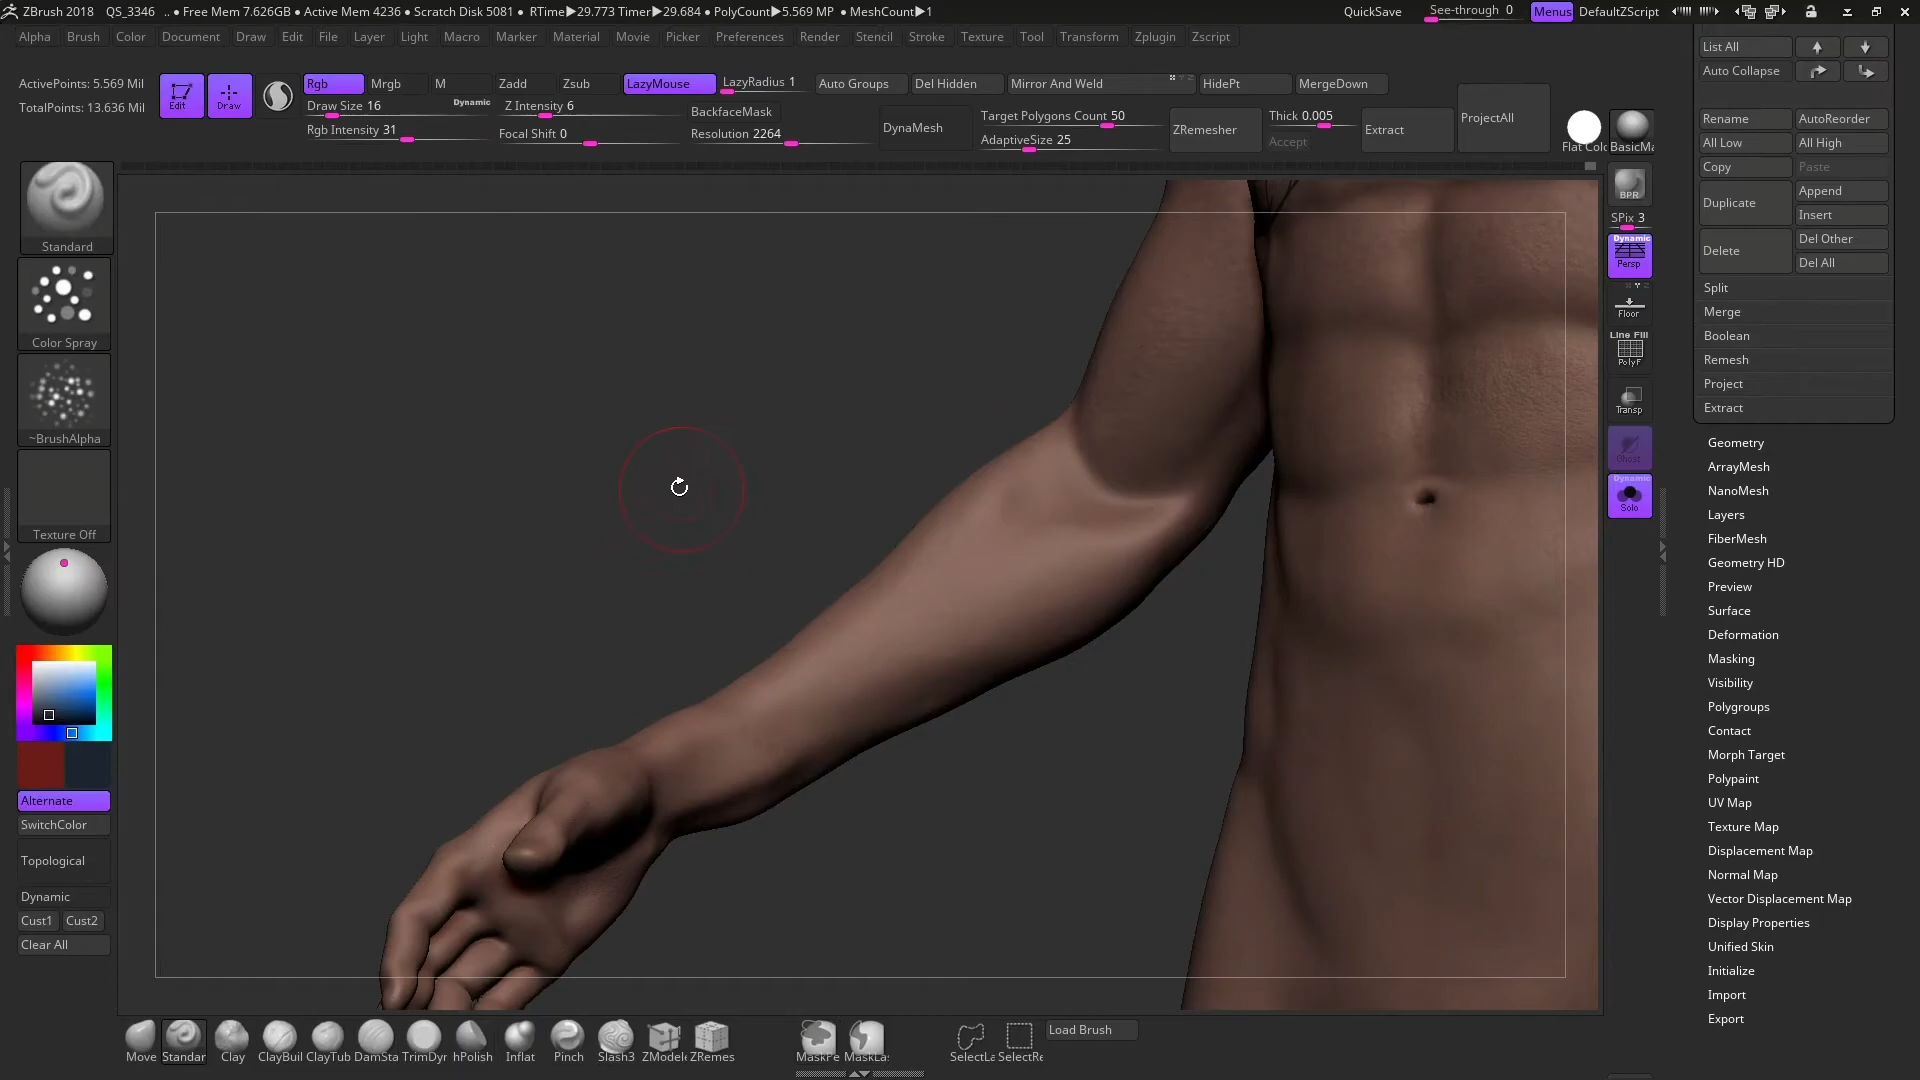 ZBrush 2018 QS_3346 .. ● Free Mem 7.626GB ● Active Mem 4236 ● Scratch Disk 5081 ● RTime▶29.773 Timer▶29.684 ● PolyCount▶5.569 MP ● MeshCount▶1 QuickSave See-through 0 Menus DefaultZScript
Alpha Brush Color Document Draw Edit File Layer Light Macro Marker Material Movie Picker Preferences Render Stencil Stroke Texture Tool Transform Zplugin Zscript
ActivePoints: 5.569 Mil
TotalPoints: 13.636 Mil
Edit
Draw
Rgb Mrgb M Zadd Zsub LazyMouse LazyRadius 1 Auto Groups Del Hidden Mirror And Weld HidePt MergeDown
Draw Size 16 Dynamic Z Intensity 6 BackfaceMask
Rgb Intensity 31 Focal Shift 0 Resolution 2264
DynaMesh
Target Polygons Count 50
AdaptiveSize 25
ZRemesher
Thick 0.005
Accept
Extract
ProjectAll
Flat Colo BasicMa
Standard
Color Spray
~BrushAlpha
Texture Off
Alternate
SwitchColor
Topological
Dynamic
Cust1 Cust2
Clear All
BPR
SPix 3
Dynamic
Persp
Floor
Line Fill
PolyF
Transp
Ghost
Dynamic
Solo
List All
Auto Collapse
Rename AutoReorder
All Low All High
Copy Paste
Duplicate Append
Insert
Delete Del Other
Del All
Split
Merge
Boolean
Remesh
Project
Extract
Geometry
ArrayMesh
NanoMesh
Layers
FiberMesh
Geometry HD
Preview
Surface
Deformation
Masking
Visibility
Polygroups
Contact
Morph Target
Polypaint
UV Map
Texture Map
Displacement Map
Normal Map
Vector Displacement Map
Display Properties
Unified Skin
Initialize
Import
Export
Move Standar Clay ClayBuil ClayTub DamSta TrimDyr hPolish Inflat Pinch Slash3 ZModele ZRemes MaskPe MaskLa: SelectLa SelectRe Load Brush